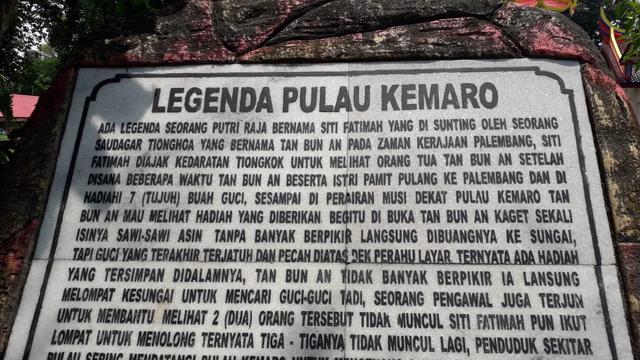 LEGENDA PULAU KEMARO
ADA LEGENDA SEORANG PUTRI RAJA BERNAMA SITI FATIMAH YANG DI SUNTING OLEH SEORANG
SAUDAGAR TIONGHGA YANG BERNAMA TAN BUN AN PADA ZAMAN KERAJAAN PALEMBANG, SITI
FATIMAH DIAJAK KEDARATAN TIONGKOK UNTUK MELIHAT ORANG TUA TAN BUN AN SETELAH
DISANA BEBERAPA WAKTU TAN BUN AN BESERTA ISTRI PAMIT PULANG KE PALEMBANG DAN DI
HADIAHI 7 (TUJUH) BUAH GUCI, SESAMPAI DI PERAIRAN MUSI DEKAT PULAU KEMARO TAN
BUN AN MAU MELIHAT HADIAH YANG DIBERIKAN. BEGITU DI BUKA TAN BUN AN KAGET SEKALI
ISINYA SAWI-SAWI ASIN TANPA BANYAK BERPIKIR LANGSUNG DIBUANGNYA KE SUNGAI,
TAPI GUCI YANG TERAKHIR TERJATUH DAN PECAH DIATAS DEK PERAHU LAYAR. TERNYATA ADA HADIAH
YANG TERSIMPAN DIDALAMNYA, TAN BUN AN TIDAK BANYAK BERPIKIR IA LANSUNG
MELOMPAT KESUNGAI UNTUK MENCARI GUCI-GUCI TADI, SEORANG PENGAWAL JUGA TERJUN
UNTUK MEMBANTU MELIHAT 2 (DUA) ORANG TERSEBUT TIDAK MUNCUL SITI FATIMAH PUN IKUT
LOMPAT UNTUK MENOLONG TERNYATA TIGA - TIGANYA TIDAK MUNCUL LAGI, PENDUDUK SEKITAR
PULAU SERING MENDATANGI PULAU KEMARO UNTUK